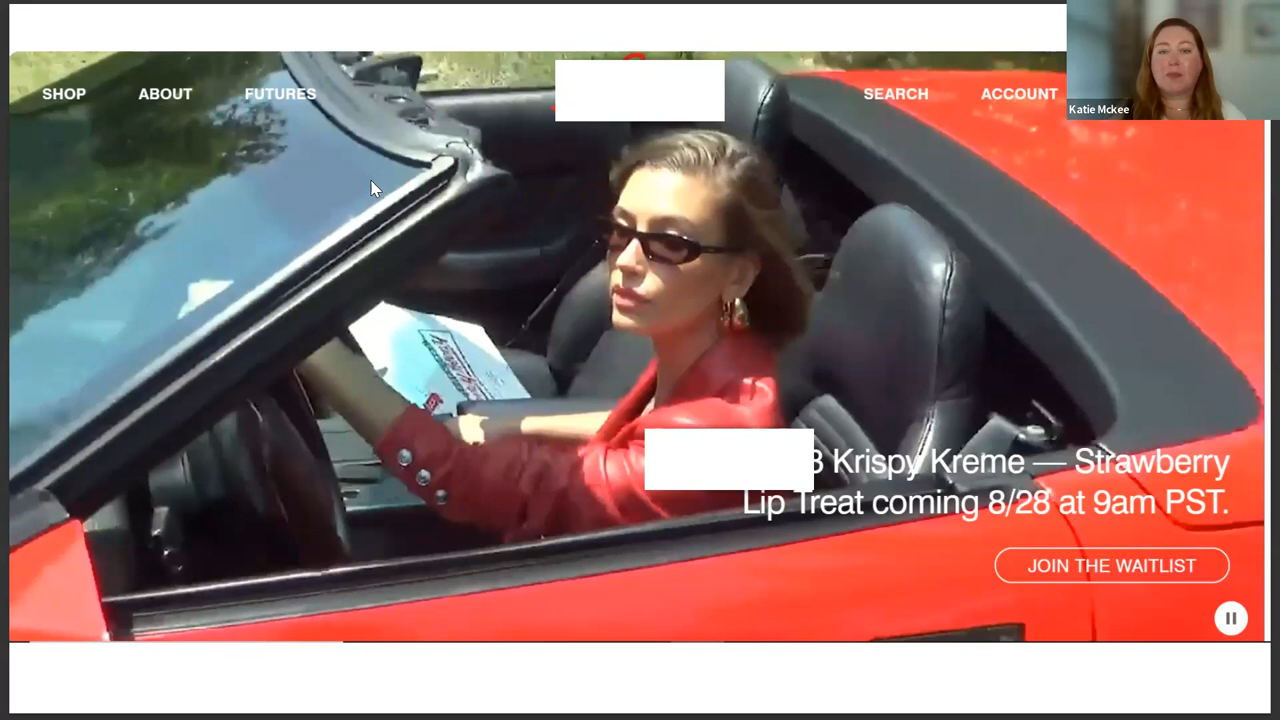 SHOP ABOUT FUTURES SEARCH ACCOUNT
Katie Mckee
Krispy Kreme — Strawberry
Lip Treat coming 8/28 at 9am PST.
JOIN THE WAITLIST